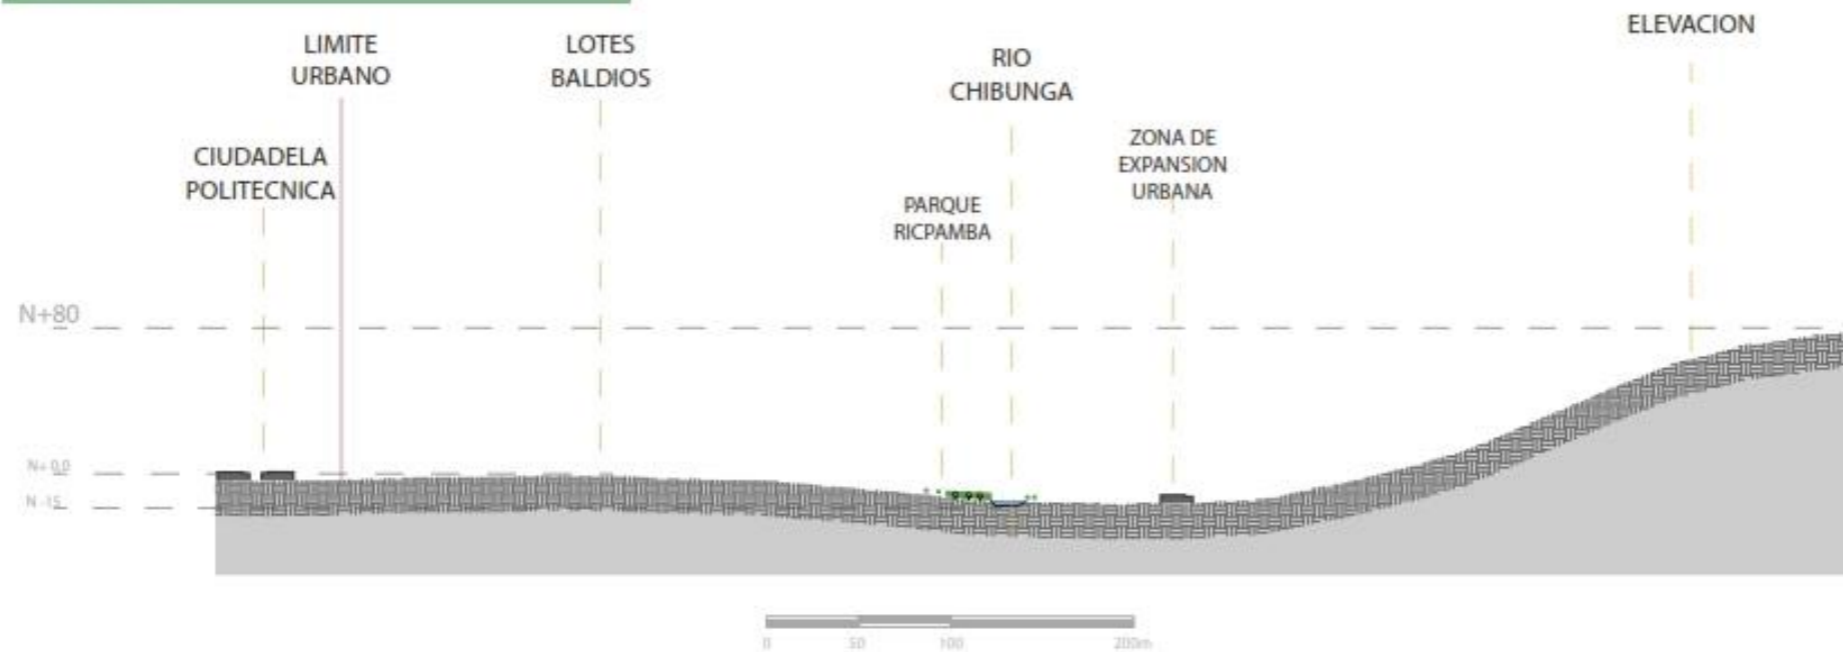 LIMITE
URBANO
LOTES
BALDIOS
RIO
CHIBUNGA
ELEVACION
CIUDADELA
POLITECNICA
ZONA DE
EXPANSION
URBANA
PARQUE
RICPAMBA
N+80
N+ 0,0
N -15
0 50 100 200m